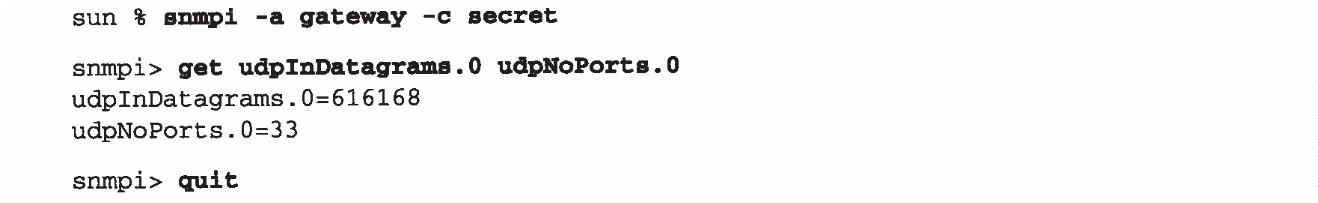 sun % snmpi -a gateway -c secret
snmpi> get udpInDatagrams.0 udpNoPorts.0
udpInDatagrams.0=616168
udpNoPorts.0=33
snmpi> quit